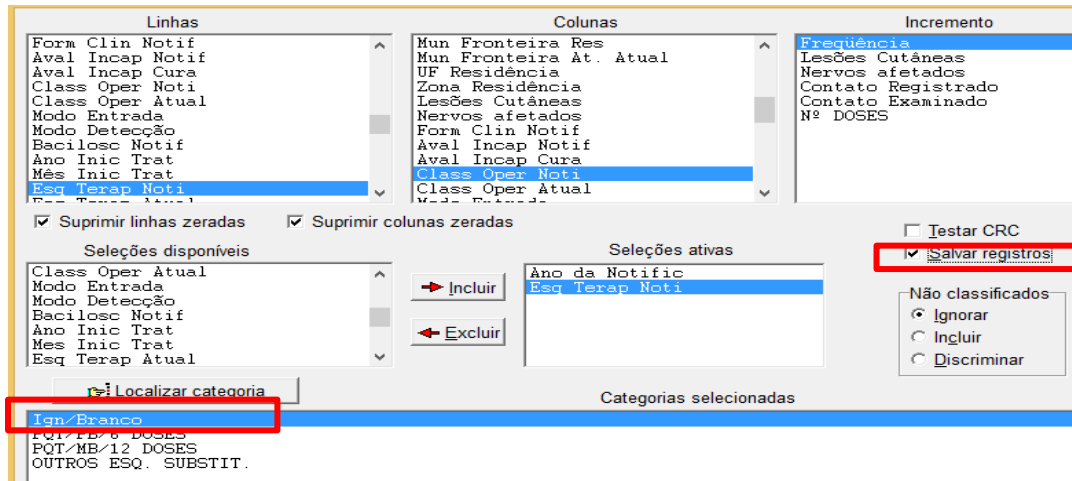 Linhas
Form Clin Notif
Aval Incap Notif
Aval Incap Cura
Class Oper Noti
Class Oper Atual
Modo Entrada
Modo Detecção
Bacilosc Notif
Ano Inic Trat
Mês Inic Trat
Esq Terap Noti
Esq Terap Atual
Colunas
Mun Fronteira Res
Mun Fronteira At. Atual
UF Residência
Zona Residência
Lesões Cutâneas
Nervos afetados
Form Clin Notif
Aval Incap Notif
Aval Incap Cura
Class Oper Noti
Class Oper Atual
Modo Entrada
Incremento
Freqüência
Lesões Cutâneas
Nervos afetados
Contato Registrado
Contato Examinado
Nº DOSES
Suprimir linhas zeradas
Suprimir colunas zeradas
Testar CRC
Salvar registros
Seleções disponíveis
Class Oper Atual
Modo Entrada
Modo Detecção
Bacilosc Notif
Ano Inic Trat
Mes Inic Trat
Esq Terap Atual
Incluir
Excluir
Seleções ativas
Ano da Notific
Esq Terap Noti
Não classificados
Ignorar
Incluir
Discriminar
Localizar categoria
Categorias selecionadas
Ign/Branco
PQT/PB/6 DOSES
PQT/MB/12 DOSES
OUTROS ESQ. SUBSTIT.